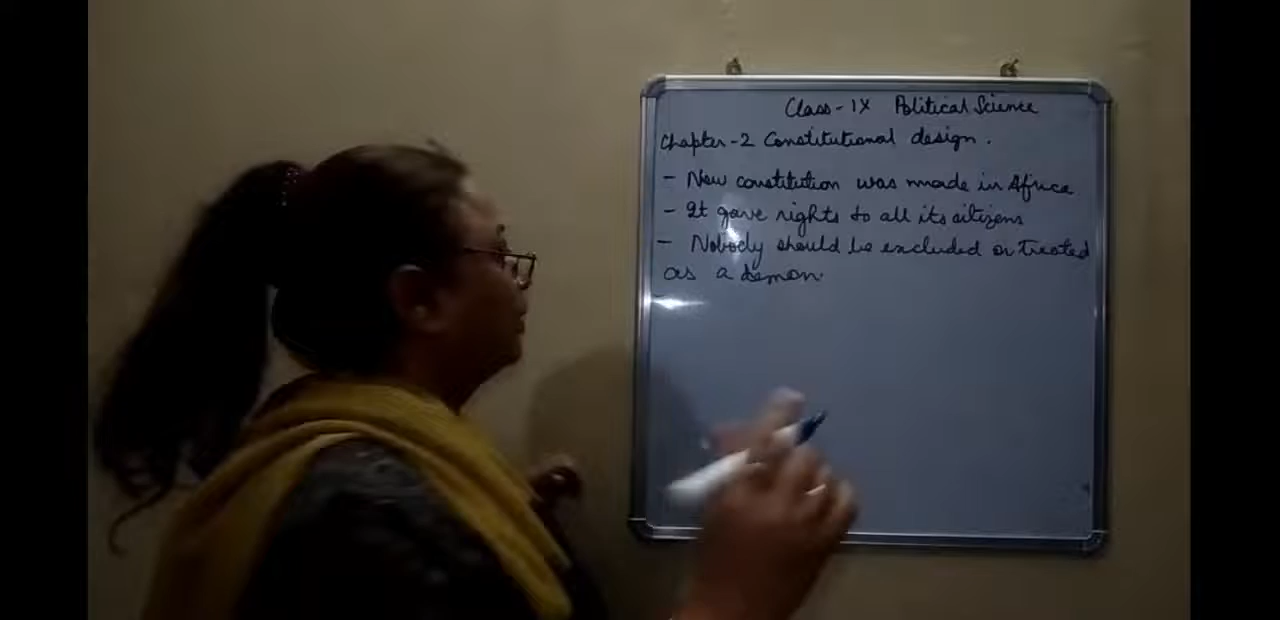 Class - IX Political Science
Chapter - 2 Constitutional design.
- New constitution was made in Africa
- It gave rights to all its citizens
- Nobody should be excluded or treated
as a demon.